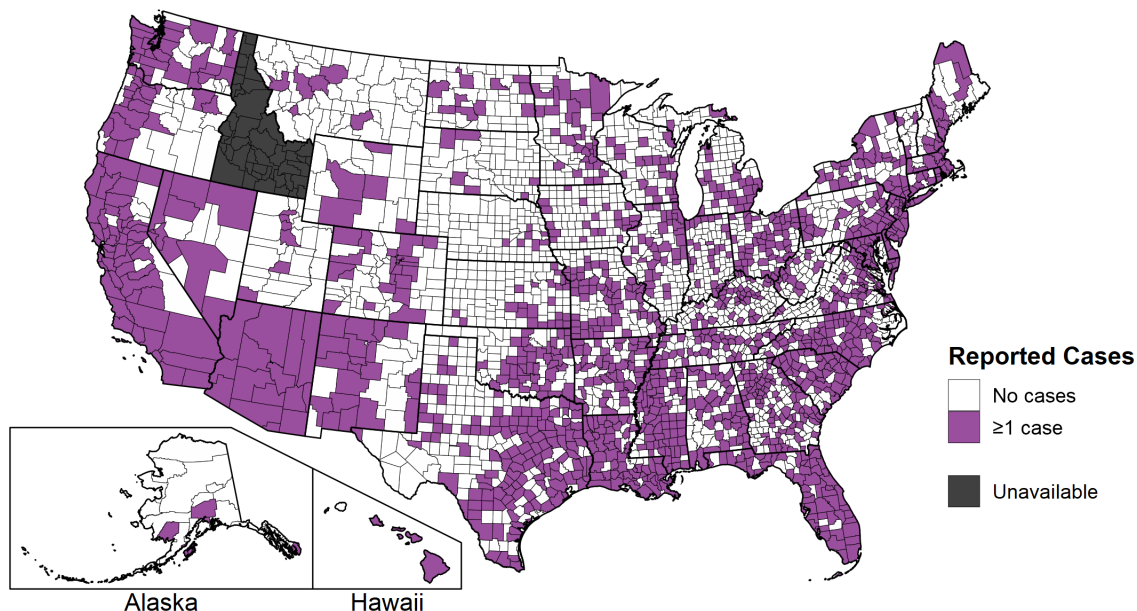 Reported Cases
No cases
≥1 case
Unavailable
Alaska
Hawaii